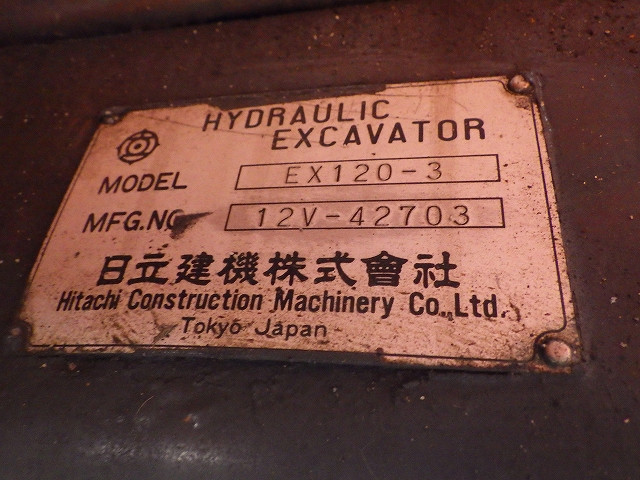 HYDRAULIC
EXCAVATOR
MODEL EX120-3
MFG.NO 12V-42703
日立建機株式會社
Hitachi Construction Machinery Co.,Ltd.
Tokyo Japan